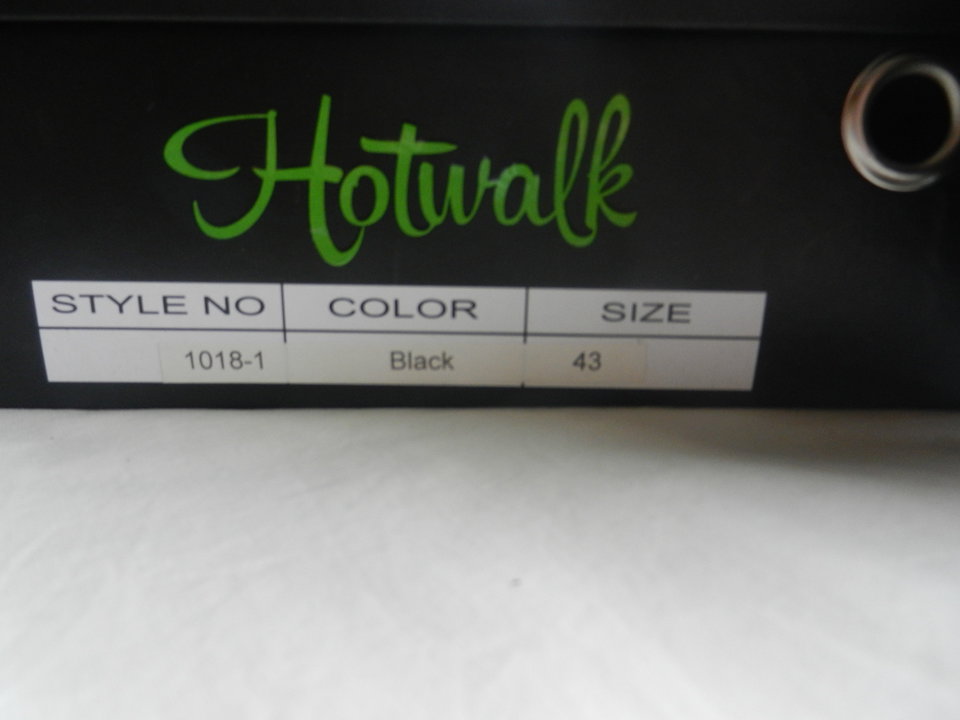 Hotwalk
STYLE NO COLOR SIZE
1018-1 Black 43